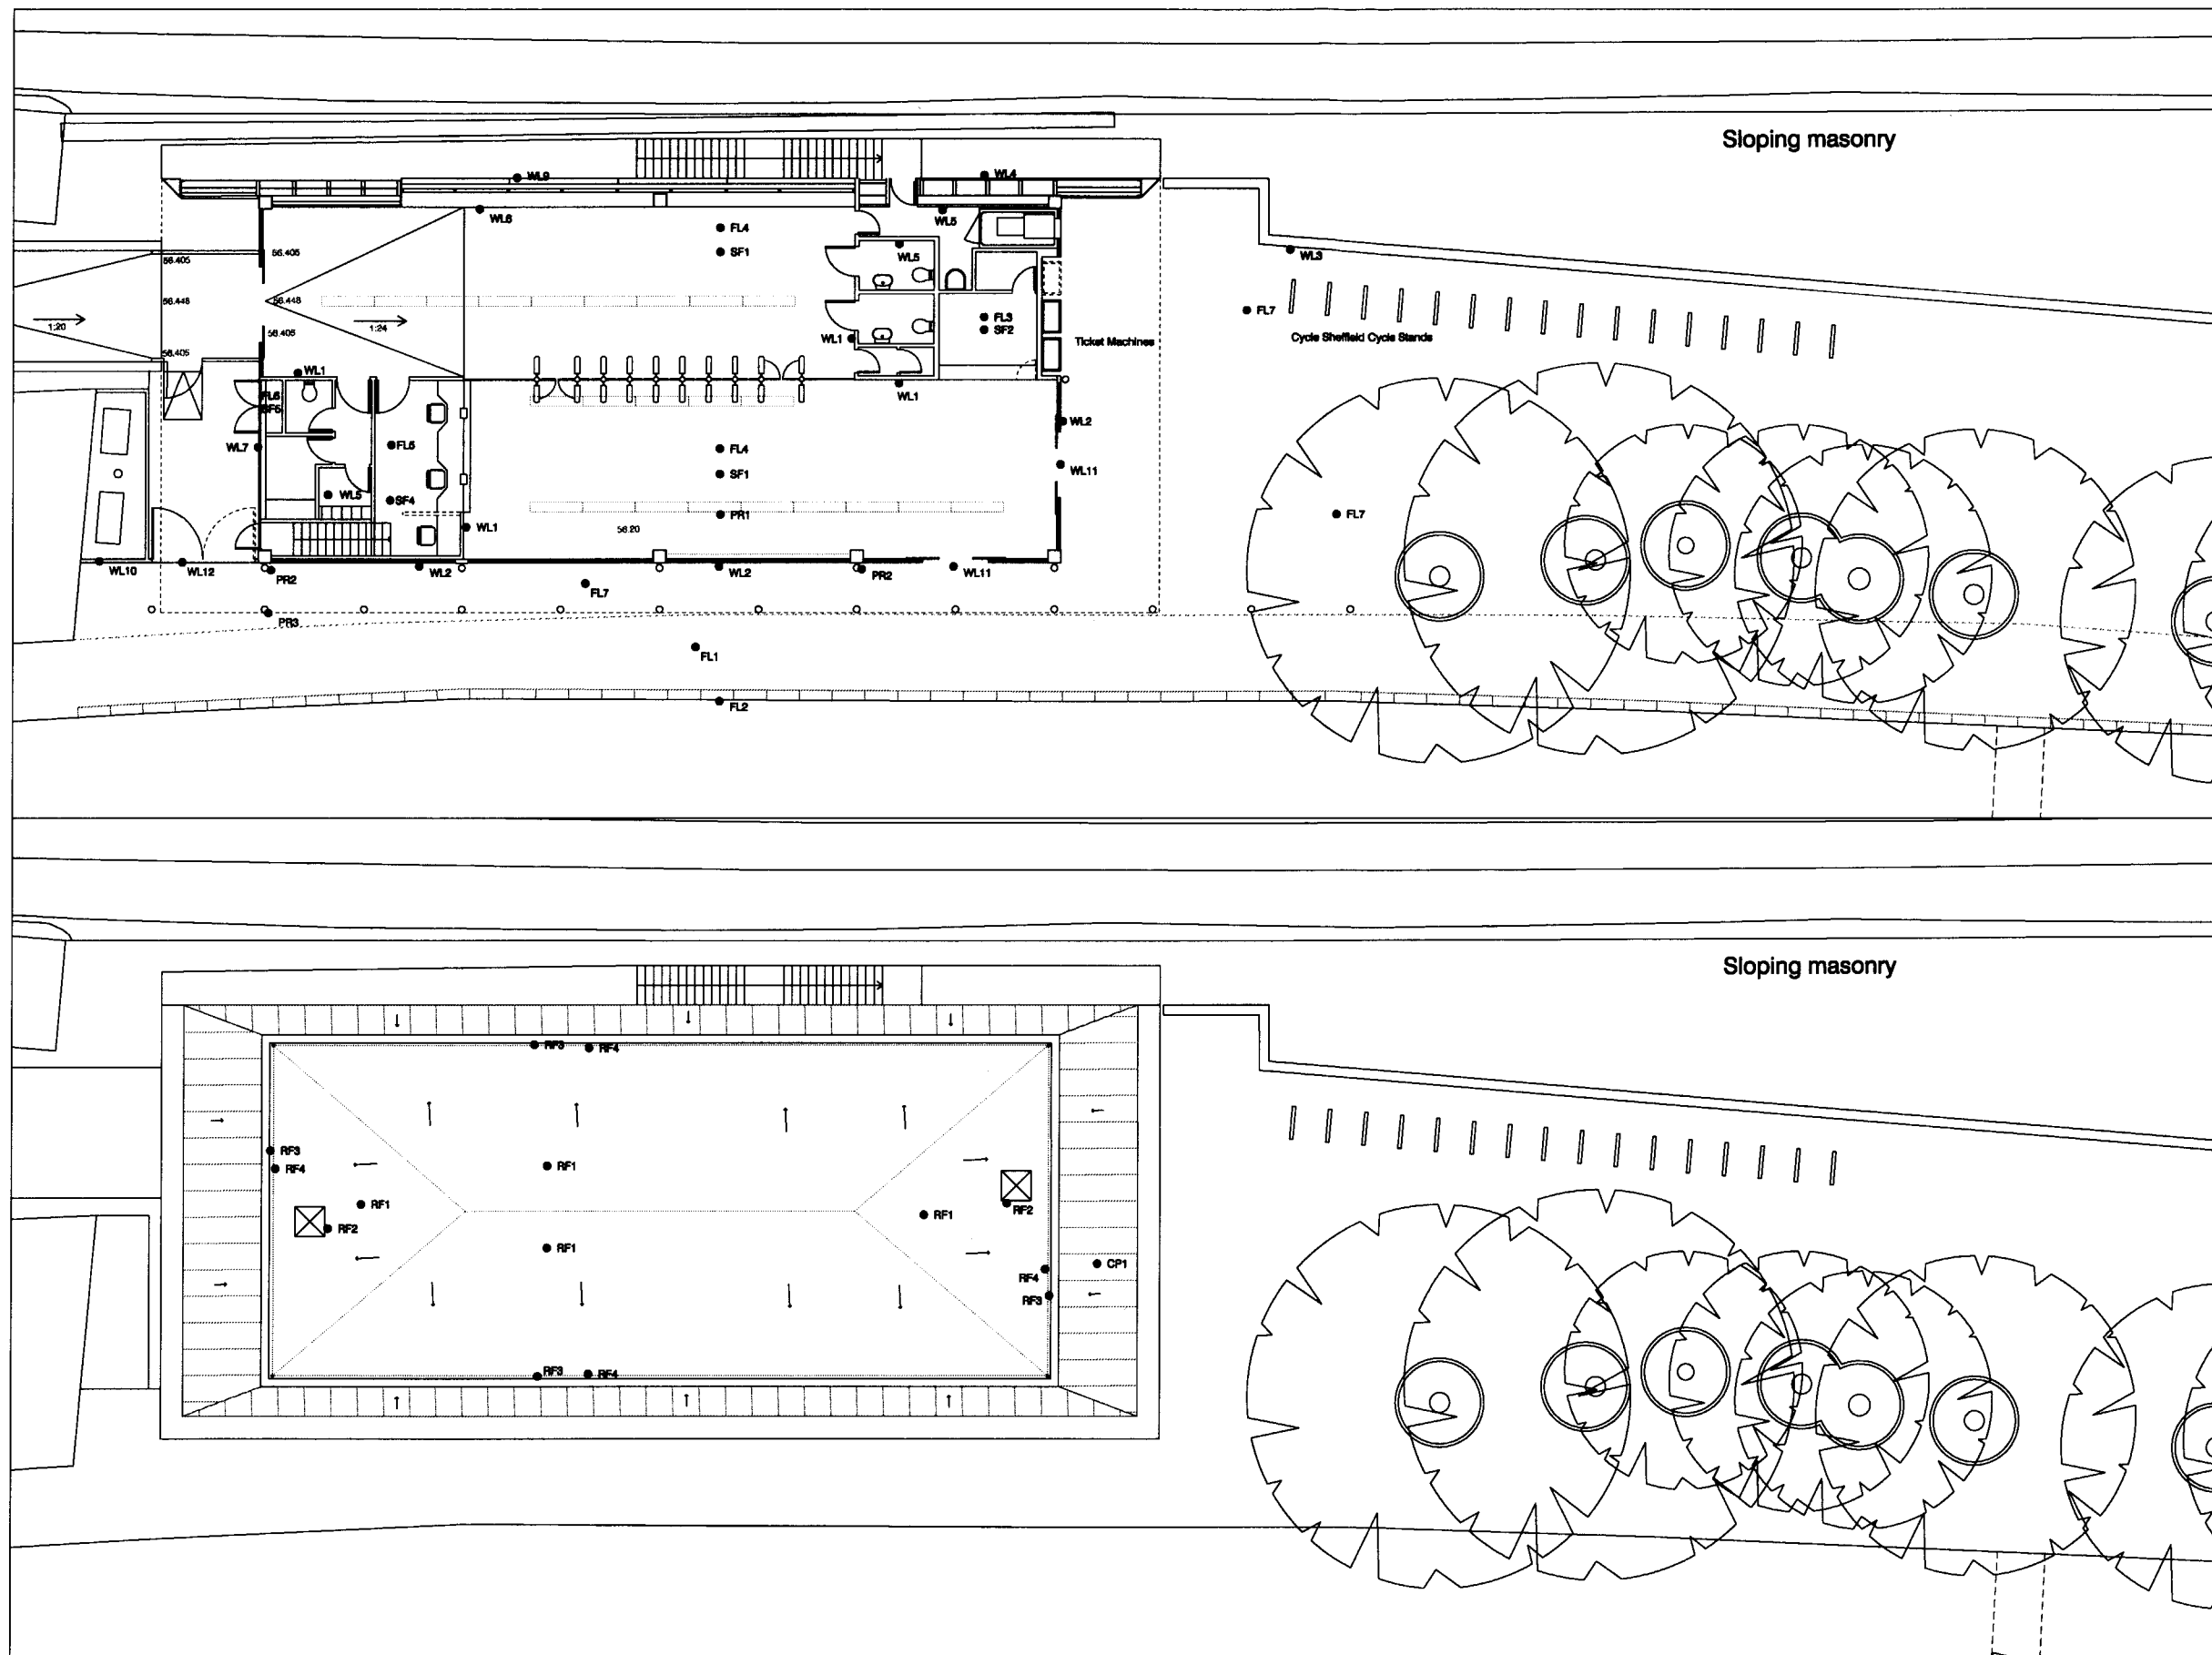 Sloping masonry
WL9
WL4
WL6
WL5
FL4
SF1
WL5
WL3
56.405
56.405
56.448
56.448
56.405
56.405
1:20
1:24
FL3
SF2
WL1
Ticket Machines
FL7
Cycle Sheffield Cycle Stands
WL1
FL6
SF5
WL1
WL2
WL7
FL5
FL4
SF1
WL11
WL5
SF4
PR1
WL1
56.20
FL7
WL10
WL12
PR2
WL2
WL2
PR2
WL11
FL7
PR3
FL1
FL2
Sloping masonry
RF3
RF4
RF3
RF4
RF1
RF1
RF2
RF1
RF2
RF1
CP1
RF4
RF3
RF3
RF4